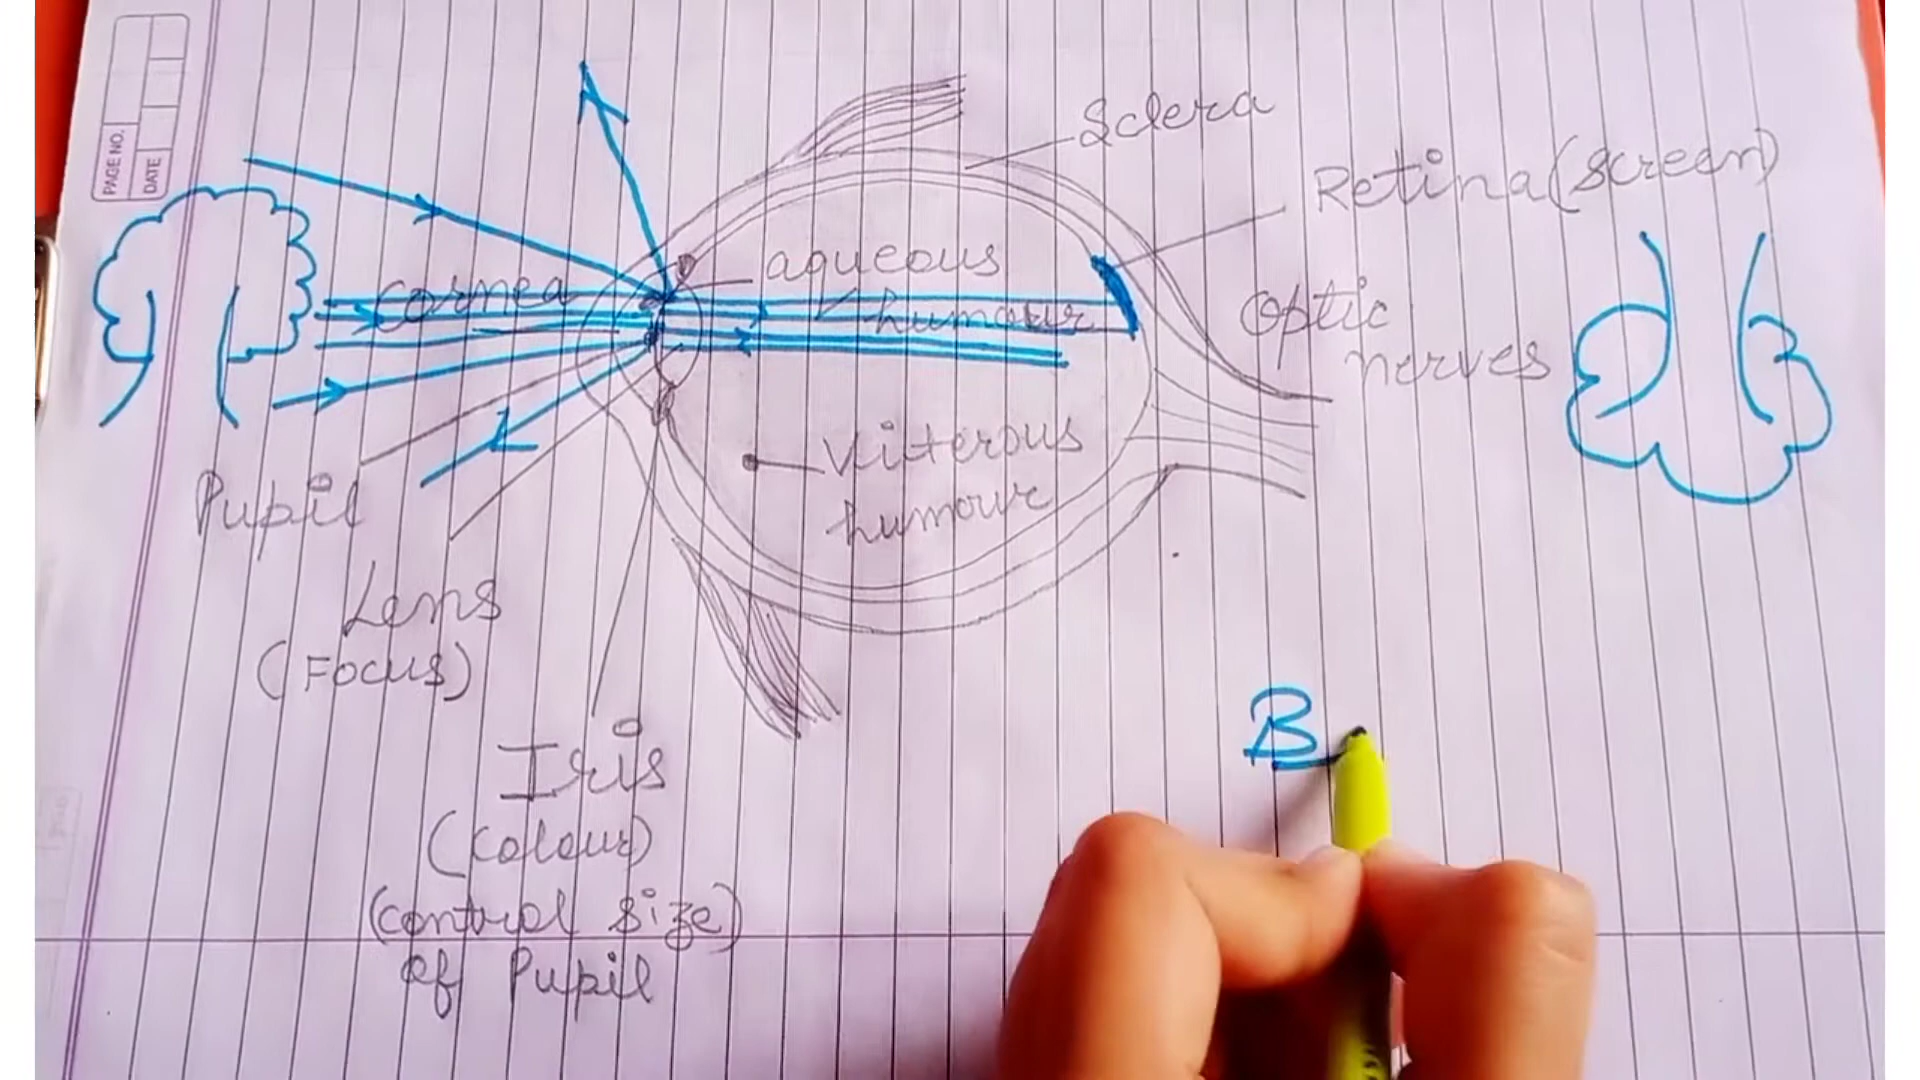 PAGE NO.
DATE
Sclera
Retina (Screen)
aqueous
humour
Cornea
Optic
nerves
Viterous
humour
Pupil
Lens
(Focus)
Iris
(Colour)
(control size)
of Pupil
B